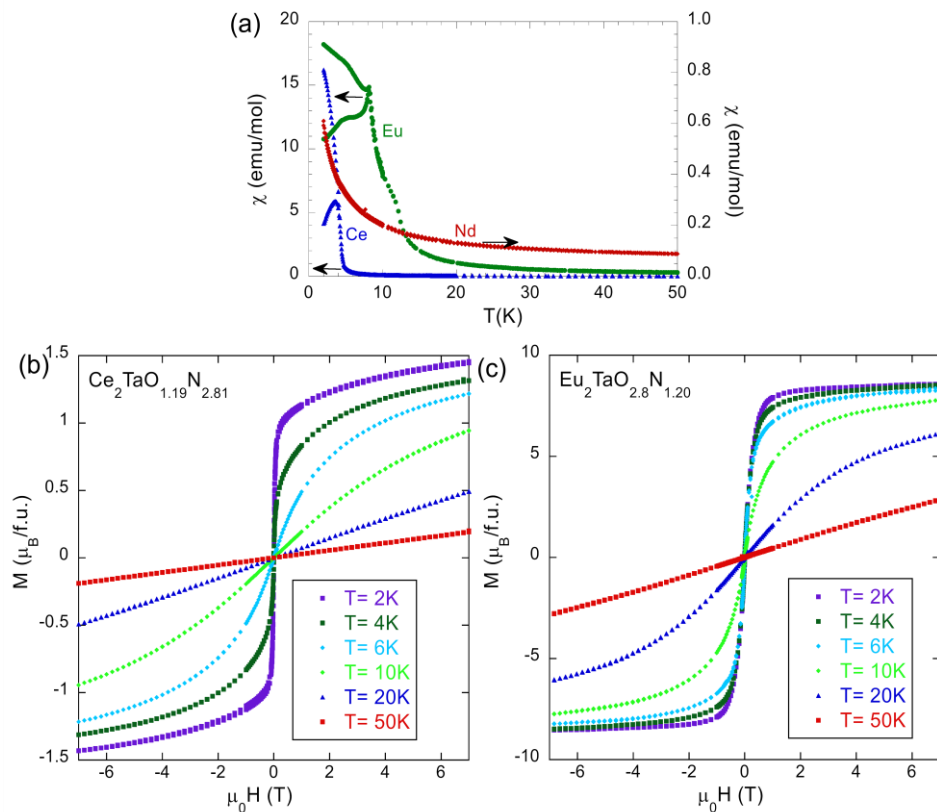 (a)
20
15
10
5
0
χ (emu/mol)
1.0
0.8
0.6
0.4
0.2
0.0
χ (emu/mol)
Eu
Ce
Nd
0 10 20 30 40 50
T(K)
(b)
Ce2TaO1.19N2.81
1.5
1
0.5
0
-0.5
-1
-1.5
M (μB/f.u.)
T= 2K
T= 4K
T= 6K
T= 10K
T= 20K
T= 50K
-6 -4 -2 0 2 4 6
μ0H (T)
(c)
Eu2TaO2.8N1.20
10
5
0
-5
-10
M (μB/f.u.)
T= 2K
T= 4K
T= 6K
T= 10K
T= 20K
T= 50K
-6 -4 -2 0 2 4 6
μ0H (T)